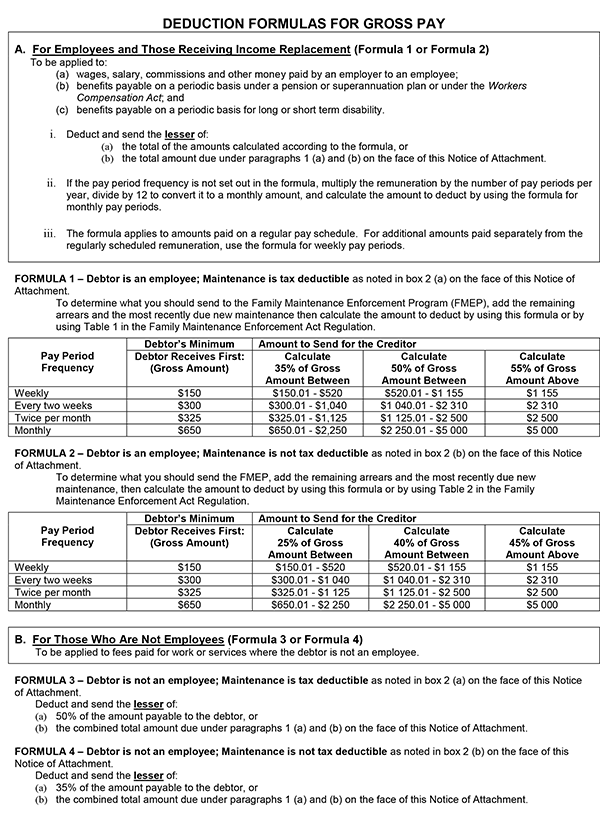 DEDUCTION FORMULAS FOR GROSS PAY
A. For Employees and Those Receiving Income Replacement (Formula 1 or Formula 2)
To be applied to:
(a) wages, salary, commissions and other money paid by an employer to an employee;
(b) benefits payable on a periodic basis under a pension or superannuation plan or under the Workers
Compensation Act; and
(c) benefits payable on a periodic basis for long or short term disability.
i. Deduct and send the lesser of:
(a) the total of the amounts calculated according to the formula, or
(b) the total amount due under paragraphs 1 (a) and (b) on the face of this Notice of Attachment.
ii. If the pay period frequency is not set out in the formula, multiply the remuneration by the number of pay periods per
year, divide by 12 to convert it to a monthly amount, and calculate the amount to deduct by using the formula for
monthly pay periods.
iii. The formula applies to amounts paid on a regular pay schedule. For additional amounts paid separately from the
regularly scheduled remuneration, use the formula for weekly pay periods.
FORMULA 1 – Debtor is an employee; Maintenance is tax deductible as noted in box 2 (a) on the face of this Notice of
Attachment.
To determine what you should send to the Family Maintenance Enforcement Program (FMEP), add the remaining
arrears and the most recently due new maintenance then calculate the amount to deduct by using this formula or by
using Table 1 in the Family Maintenance Enforcement Act Regulation.
Debtor's Minimum Amount to Send for the Creditor
Pay Period Debtor Receives First: Calculate Calculate Calculate
Frequency (Gross Amount) 35% of Gross 50% of Gross 55% of Gross
Amount Between Amount Between Amount Above
Weekly $150 $150.01 - $520 $520.01 - $1 155 $1 155
Every two weeks $300 $300.01 - $1,040 $1 040.01 - $2 310 $2 310
Twice per month $325 $325.01 - $1,125 $1 125.01 - $2 500 $2 500
Monthly $650 $650.01 - $2,250 $2 250.01 - $5 000 $5 000
FORMULA 2 – Debtor is an employee; Maintenance is not tax deductible as noted in box 2 (b) on the face of this Notice
of Attachment.
To determine what you should send the FMEP, add the remaining arrears and the most recently due new
maintenance, then calculate the amount to deduct by using this formula or by using Table 2 in the Family
Maintenance Enforcement Act Regulation.
Debtor's Minimum Amount to Send for the Creditor
Pay Period Debtor Receives First: Calculate Calculate Calculate
Frequency (Gross Amount) 25% of Gross 40% of Gross 45% of Gross
Amount Between Amount Between Amount Above
Weekly $150 $150.01 - $520 $520.01 - $1 155 $1 155
Every two weeks $300 $300.01 - $1 040 $1 040.01 - $2 310 $2 310
Twice per month $325 $325.01 - $1 125 $1 125.01 - $2 500 $2 500
Monthly $650 $650.01 - $2 250 $2 250.01 - $5 000 $5 000
B. For Those Who Are Not Employees (Formula 3 or Formula 4)
To be applied to fees paid for work or services where the debtor is not an employee.
FORMULA 3 – Debtor is not an employee; Maintenance is tax deductible as noted in box 2 (a) on the face of this Notice
of Attachment.
Deduct and send the lesser of:
(a) 50% of the amount payable to the debtor, or
(b) the combined total amount due under paragraphs 1 (a) and (b) on the face of this Notice of Attachment.
FORMULA 4 – Debtor is not an employee; Maintenance is not tax deductible as noted in box 2 (b) on the face of this
Notice of Attachment.
Deduct and send the lesser of:
(a) 35% of the amount payable to the debtor, or
(b) the combined total amount due under paragraphs 1 (a) and (b) on the face of this Notice of Attachment.